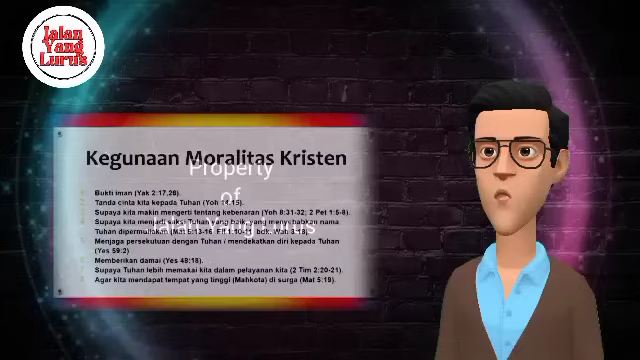 Jalan
Yang
Lurus
Kegunaan Moralitas Kristen
Property
of
Jalan Yang Lurus
Bukti iman (Yak 2:17,26).
Tanda cinta kita kepada Tuhan (Yoh 14:15).
Supaya kita makin mengerti tentang kebenaran (Yoh 8:31-32; 2 Pet 1:5-8).
Supaya kita menjadi saksi Tuhan yang baik yang menyebabkan nama
Tuhan dipermuliakan
Menjaga persekutuan dengan Tuhan / mendekatkan diri kepada Tuhan
(Yes 59:2)
Memberikan damai (Yes 48:18).
Supaya Tuhan lebih memakai kita dalam pelayanan kita (2 Tim 2:20-21).
Agar kita mendapat tempat yang tinggi (Mahkota) di surga (Mat 5:19).